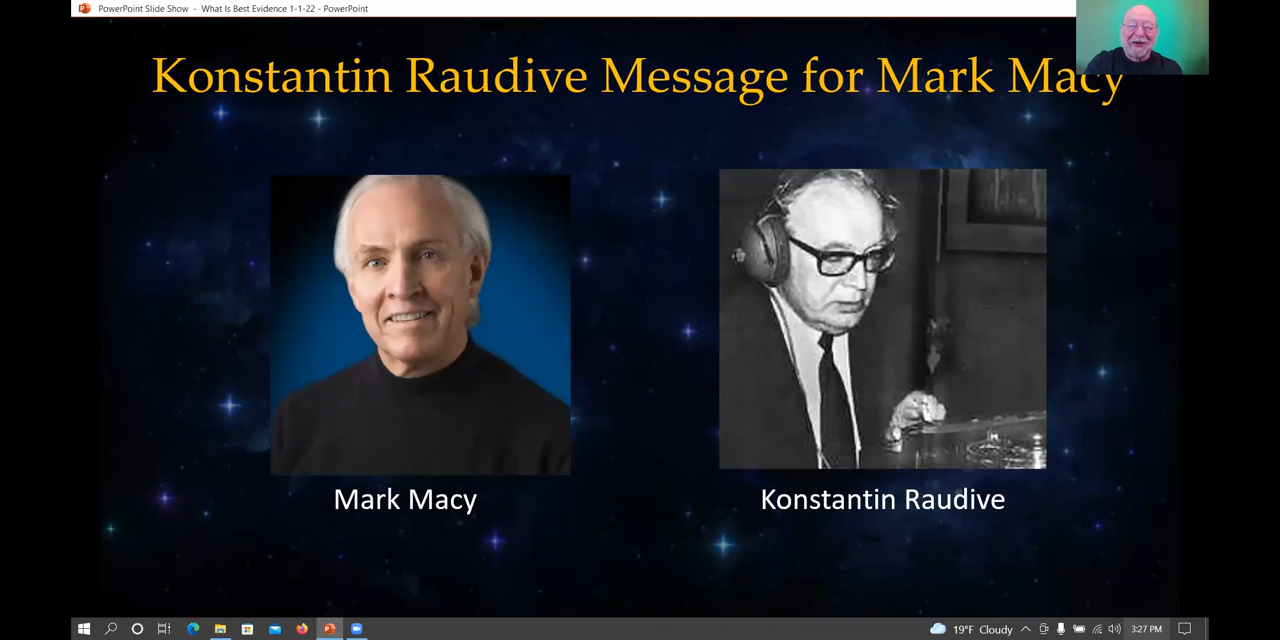 PowerPoint Slide Show - What Is Best Evidence 1-1-22 - PowerPoint
Konstantin Raudive Message for Mark Macy
Mark Macy
Konstantin Raudive
19°F Cloudy
3:27 PM